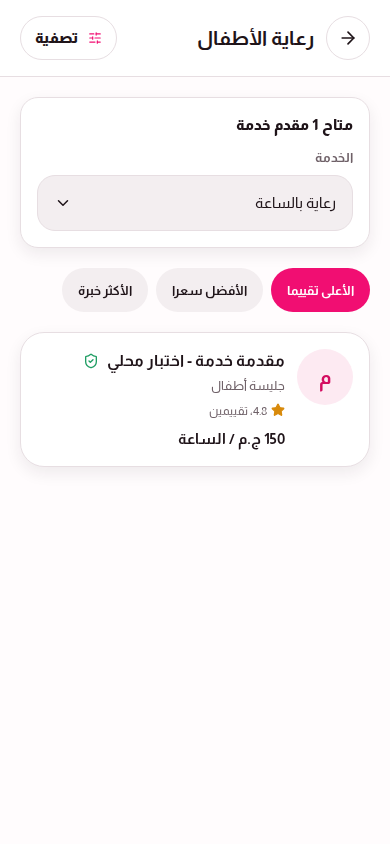 رعاية الأطفال
تصفية
متاح 1 مقدم خدمة
الخدمة
رعاية بالساعة
الأعلى تقييما
الأفضل سعرا
الأكثر خبرة
م
مقدمة خدمة - اختبار محلي
جليسة أطفال
4.8، تقييمين
150 ج.م / الساعة